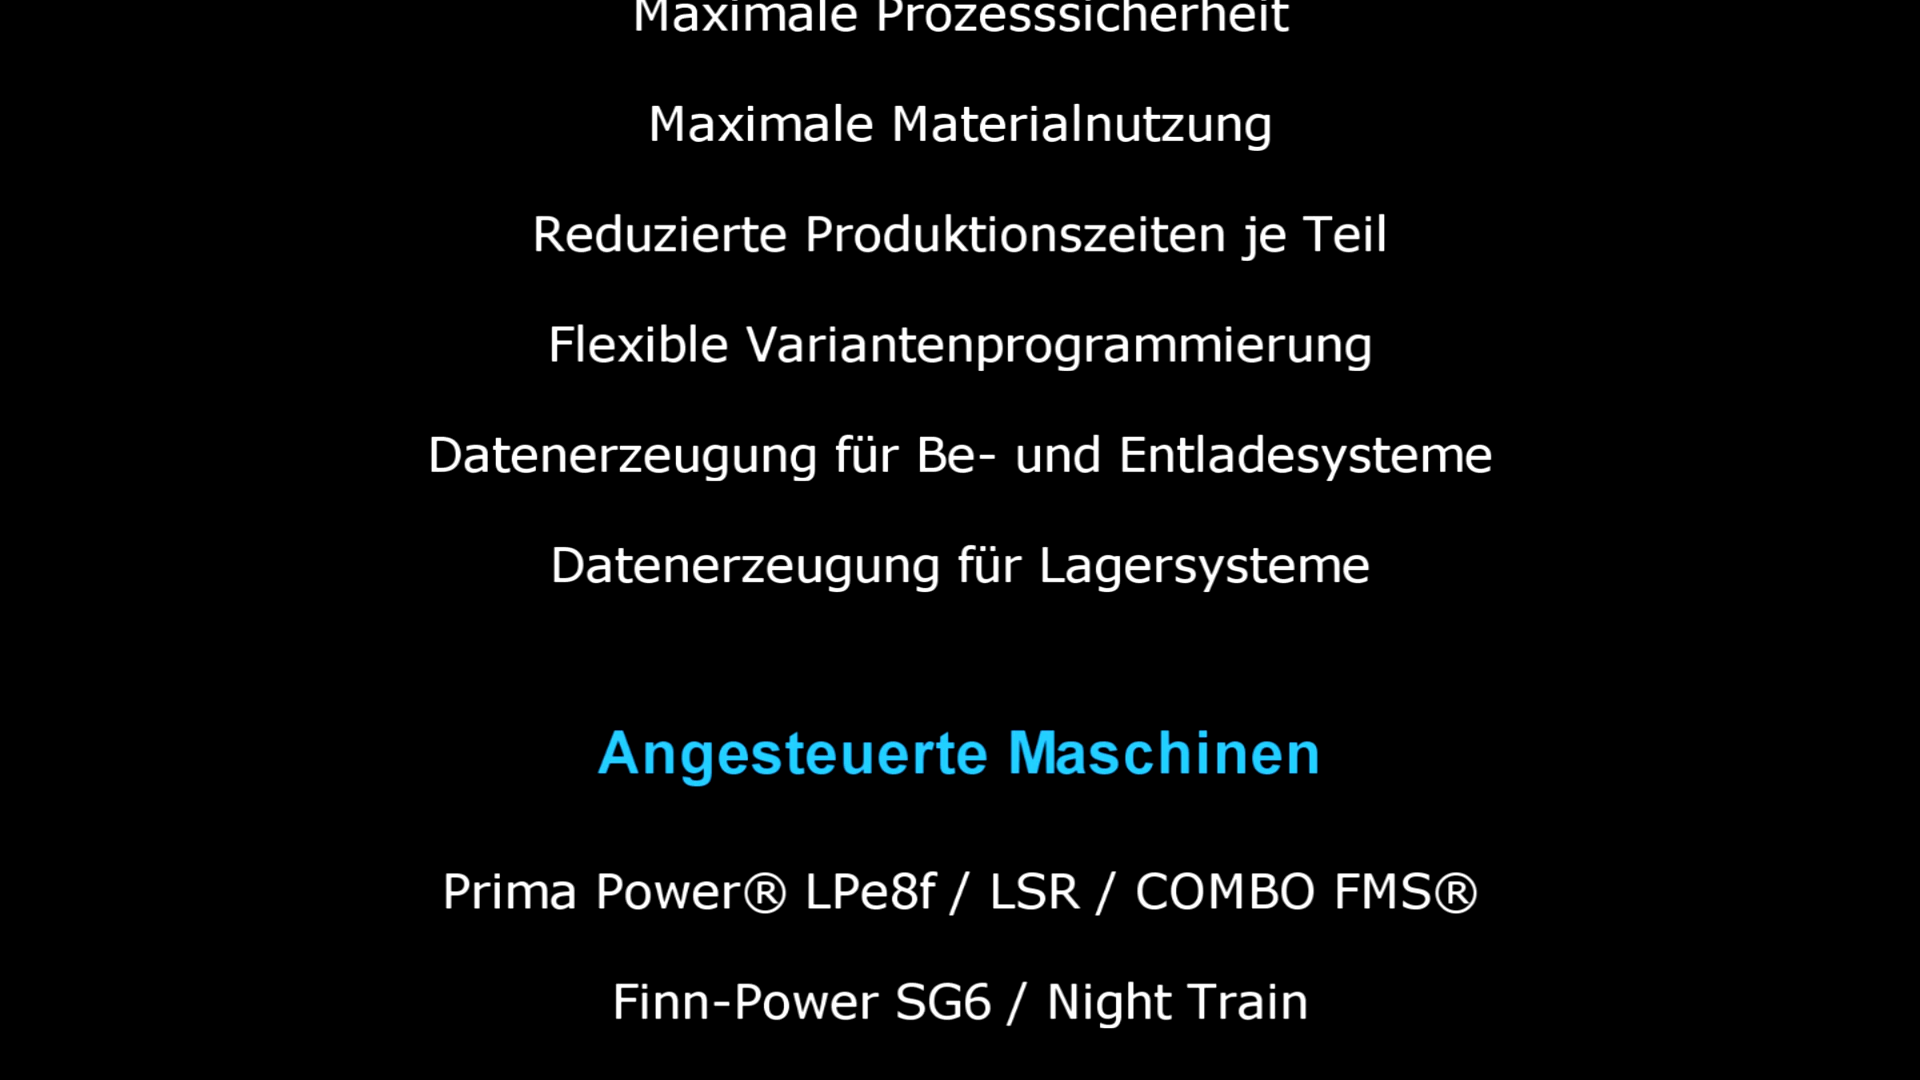 Maximale Prozesssicherheit
Maximale Materialnutzung
Reduzierte Produktionszeiten je Teil
Flexible Variantenprogrammierung
Datenerzeugung für Be- und Entladesysteme
Datenerzeugung für Lagersysteme
Angesteuerte Maschinen
Prima Power® LPe8f / LSR / COMBO FMS®
Finn-Power SG6 / Night Train